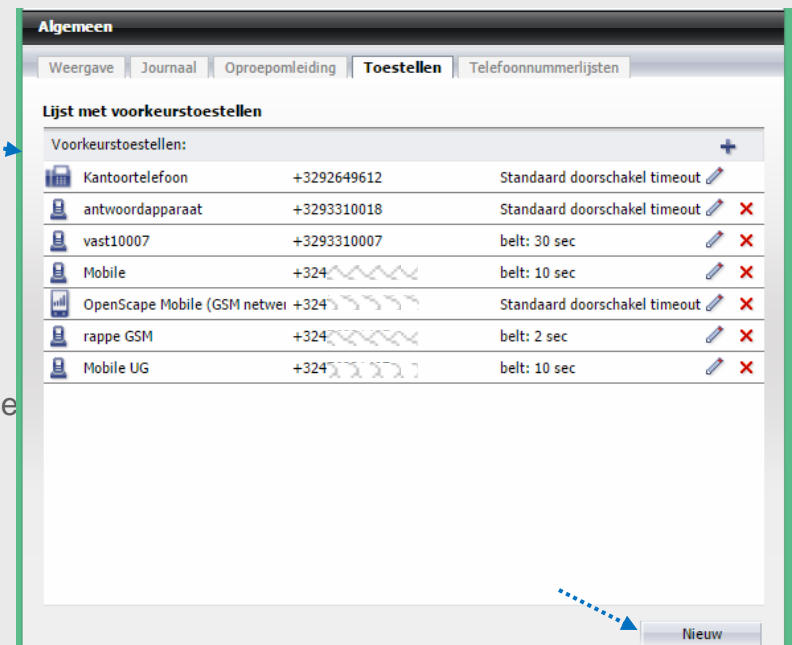 Algemeen
Weergave Journaal Oproepomleiding Toestellen Telefoonnummerlijsten
Lijst met voorkeurstoestellen
Voorkeurstoestellen:
Kantoortelefoon +3292649612 Standaard doorschakel timeout
antwoordapparaat +3293310018 Standaard doorschakel timeout
vast10007 +3293310007 belt: 30 sec
Mobile +324 belt: 10 sec
OpenScape Mobile (GSM netwer +324 Standaard doorschakel timeout
rappe GSM +324 belt: 2 sec
Mobile UG +324 belt: 10 sec
e
Nieuw